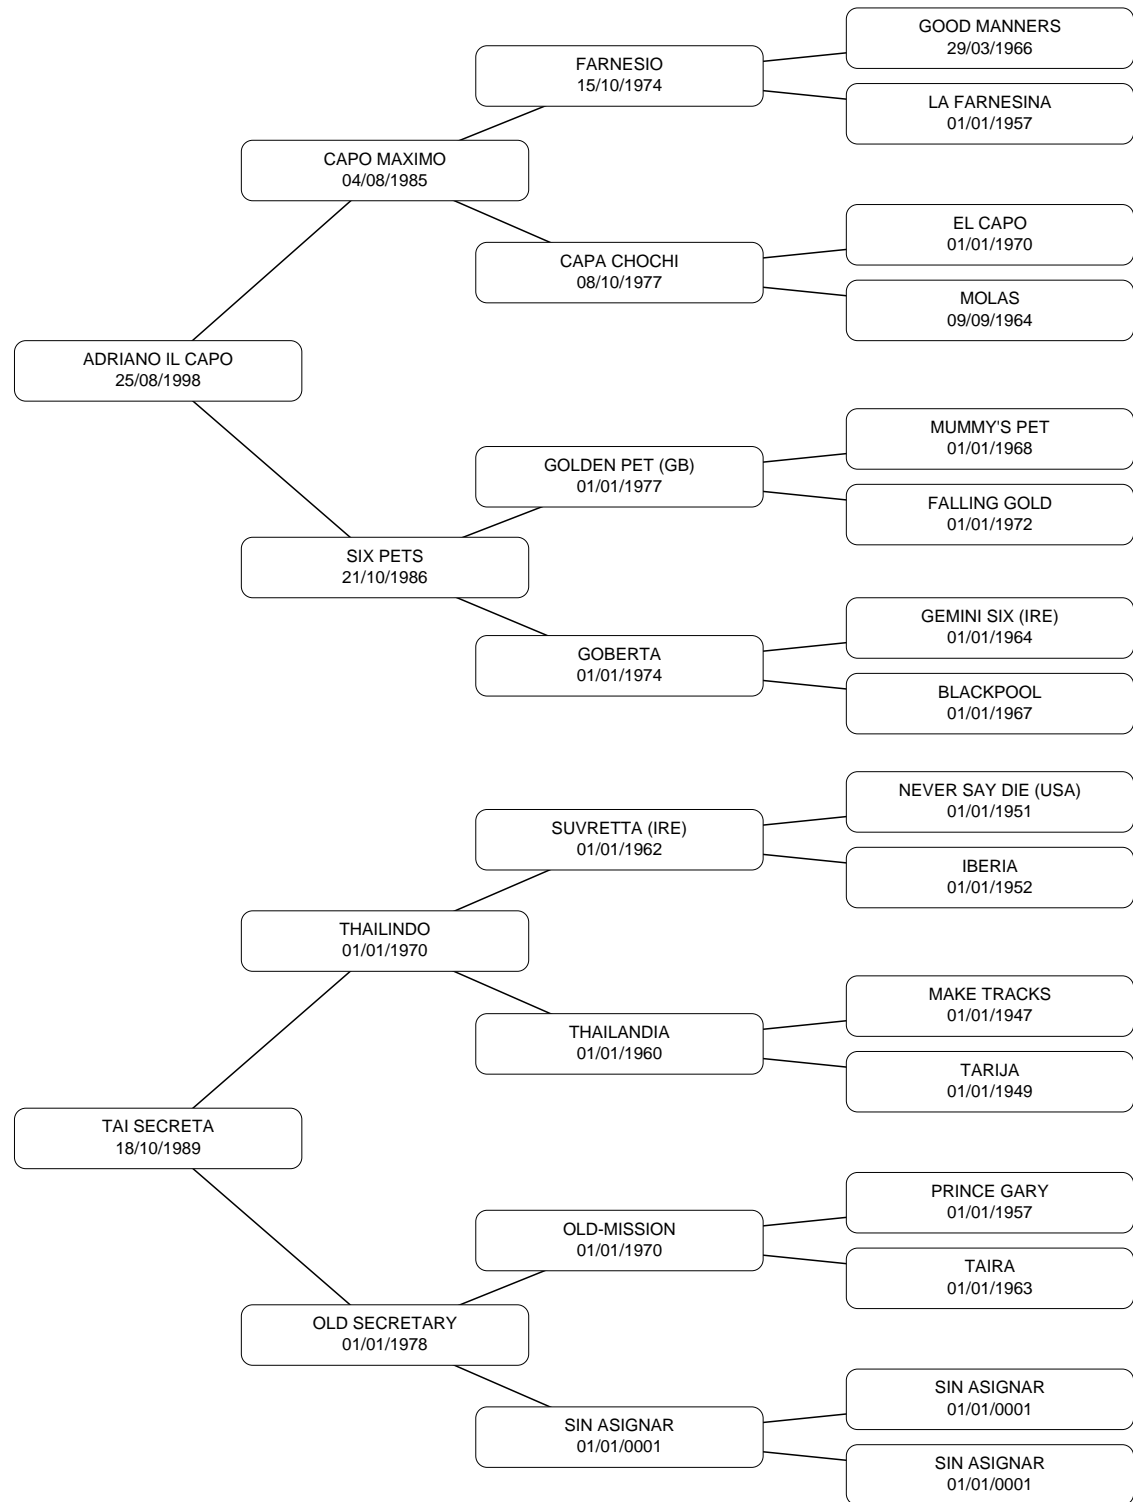 GOOD MANNERS
29/03/1966
FARNESIO
15/10/1974
LA FARNESINA
01/01/1957
CAPO MAXIMO
04/08/1985
EL CAPO
01/01/1970
CAPA CHOCHI
08/10/1977
MOLAS
09/09/1964
ADRIANO IL CAPO
25/08/1998
MUMMY'S PET
01/01/1968
GOLDEN PET (GB)
01/01/1977
FALLING GOLD
01/01/1972
SIX PETS
21/10/1986
GEMINI SIX (IRE)
01/01/1964
GOBERTA
01/01/1974
BLACKPOOL
01/01/1967
NEVER SAY DIE (USA)
01/01/1951
SUVRETTA (IRE)
01/01/1962
IBERIA
01/01/1952
THAILINDO
01/01/1970
MAKE TRACKS
01/01/1947
THAILANDIA
01/01/1960
TARIJA
01/01/1949
TAI SECRETA
18/10/1989
PRINCE GARY
01/01/1957
OLD-MISSION
01/01/1970
TAIRA
01/01/1963
OLD SECRETARY
01/01/1978
SIN ASIGNAR
01/01/0001
SIN ASIGNAR
01/01/0001
SIN ASIGNAR
01/01/0001